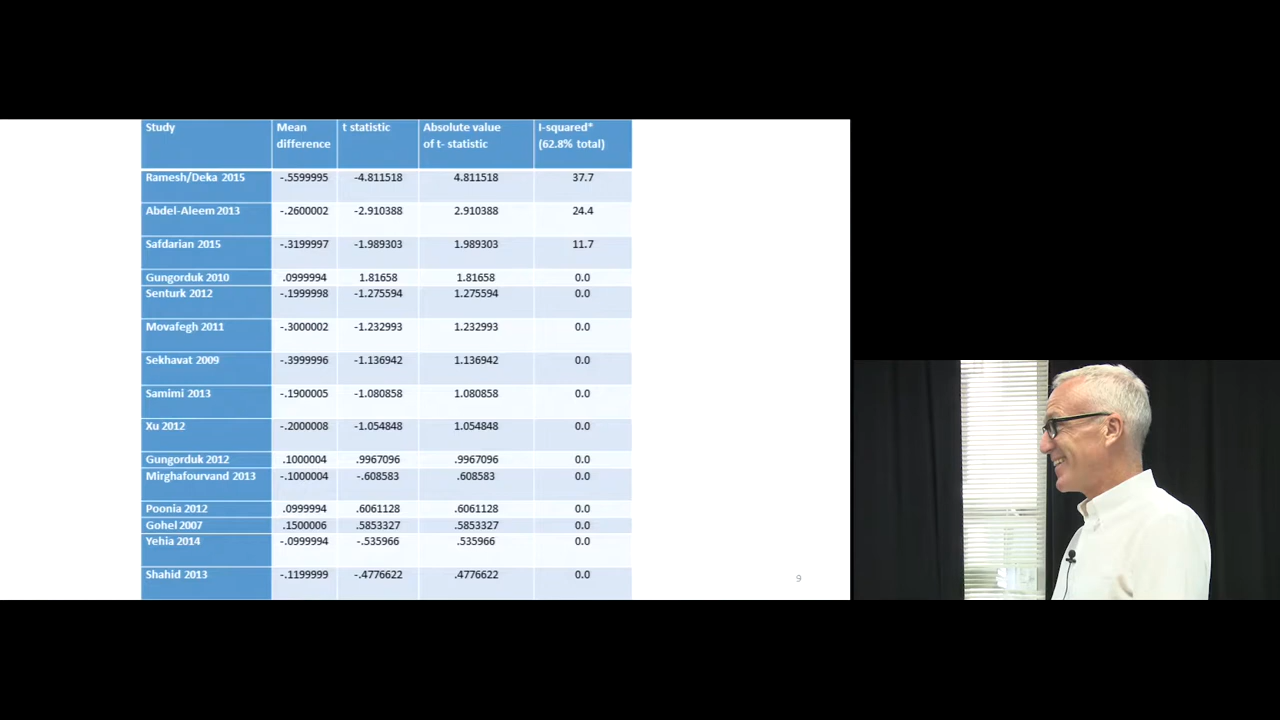 Study Mean difference t statistic Absolute value of t- statistic I-squared* (62.8% total)
Ramesh/Deka 2015 -.5599995 -4.811518 4.811518 37.7
Abdel-Aleem 2013 -.2600002 -2.910388 2.910388 24.4
Safdarian 2015 -.3199997 -1.989303 1.989303 11.7
Gungorduk 2010 .0999994 1.81658 1.81658 0.0
Senturk 2012 -.1999998 -1.275594 1.275594 0.0
Movafegh 2011 -.3000002 -1.232993 1.232993 0.0
Sekhavat 2009 -.3999996 -1.136942 1.136942 0.0
Samimi 2013 -.1900005 -1.080858 1.080858 0.0
Xu 2012 -.2000008 -1.054848 1.054848 0.0
Gungorduk 2012 .1000004 .9967096 .9967096 0.0
Mirghafourvand 2013 -.1000004 -.608583 .608583 0.0
Poonia 2012 .0999994 .6061128 .6061128 0.0
Gohel 2007 .1500006 .5853327 .5853327 0.0
Yehia 2014 -.0999994 -.535966 .535966 0.0
Shahid 2013 -.1199999 -.4776622 .4776622 0.0
9